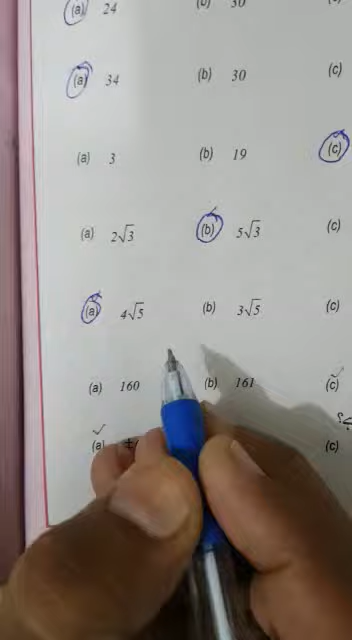 (a) 24 (b) 30
(a) 34 (b) 30 (c)
(a) 3 (b) 19 (c)
(a) 2√3 (b) 5√3 (c)
(a) 4√5 (b) 3√5 (c)
(a) 160 (b) 161 (c)
(a) (c)